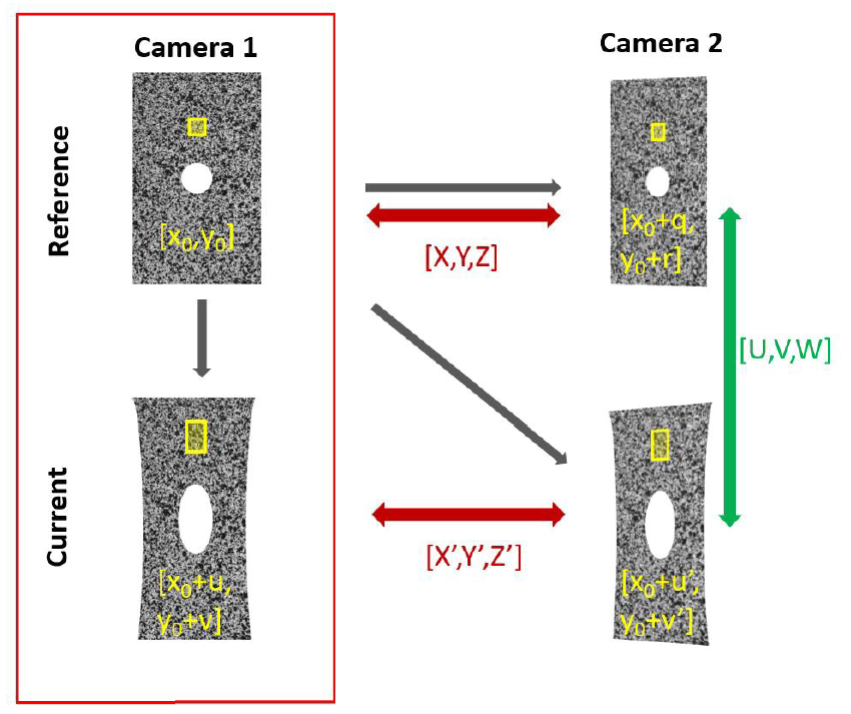 Camera 1
Camera 2
Reference
[x₀,y₀]
[x₀+q,
y₀+r]
[X,Y,Z]
[U,V,W]
Current
[x₀+u,
y₀+v]
[X’,Y’,Z’]
[x₀+u’,
y₀+v’]